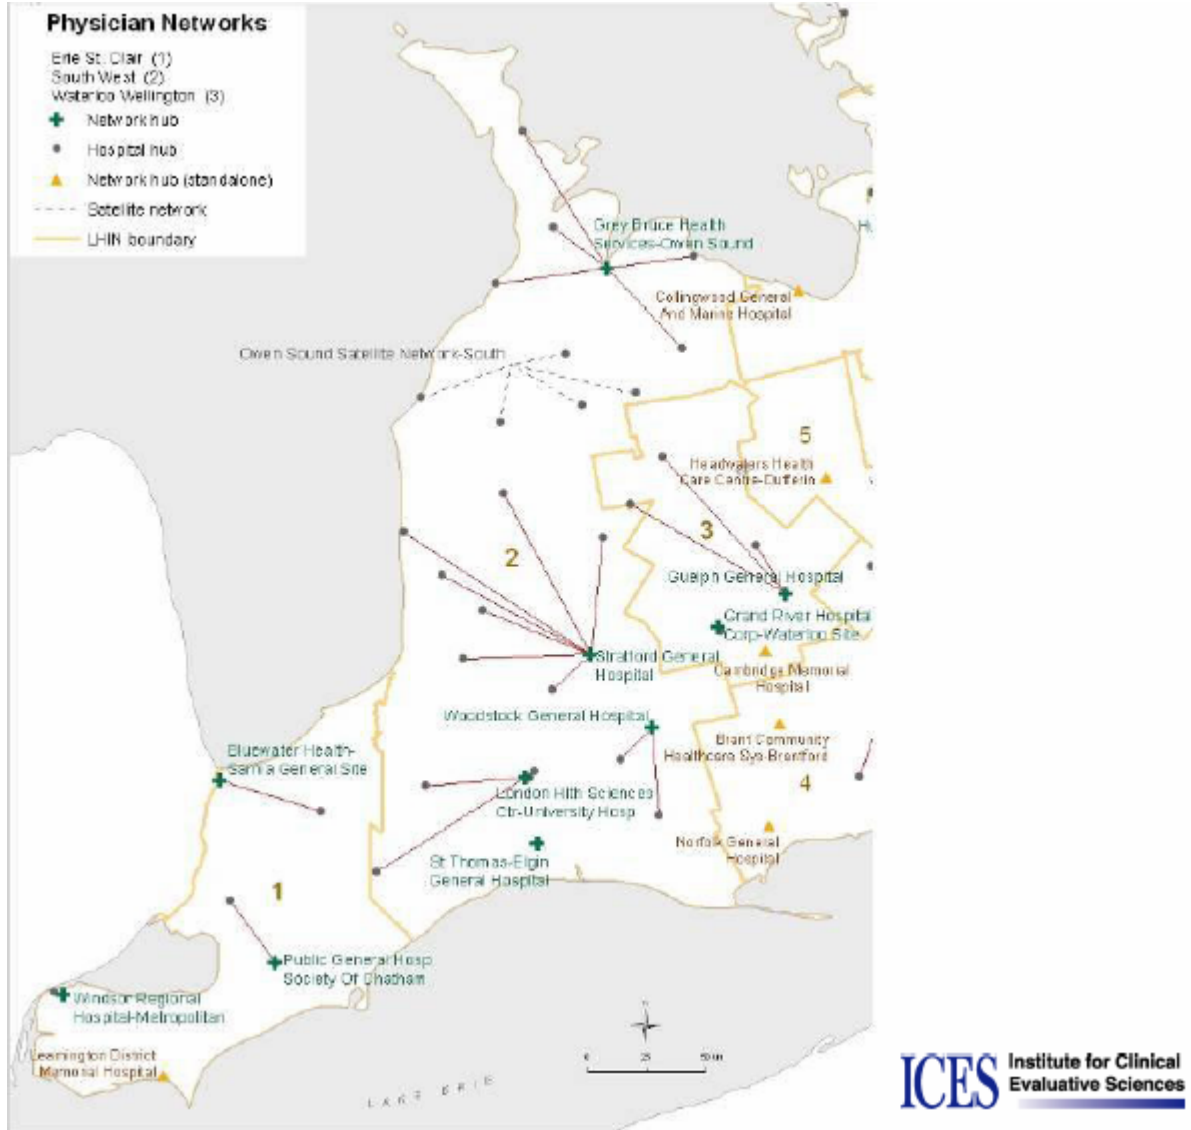 Physician Networks
Erie St. Clair (1)
South West (2)
Waterloo Wellington (3)
Network hub
Hospital hub
Network hub (standalone)
Satellite network
LHIN boundary
Grey Bruce Health
Services-Owen Sound
Collingwood General
And Marine Hospital
Owen Sound Satellite Network-South
5
Headwaters Health
Care Centre-Dufferin
3
2
Guelph General Hospital
Grand River Hospital
Corp-Waterloo Site
Stratford General
Hospital
Cambridge Memorial
Hospital
Woodstock General Hospital
Brant Community
Healthcare Sys-Brantford
Bluewater Health-
Sarnia General Site
4
London Hlth Sciences
Ctr-University Hosp
Norfolk General
Hospital
St Thomas-Elgin
General Hospital
1
Public General Hosp
Society Of Chatham
Windsor Regional
Hospital-Metropolitan
Leamington District
Memorial Hospital
0 25 50 km
LAKE ERIE
ICES Institute for Clinical
Evaluative Sciences